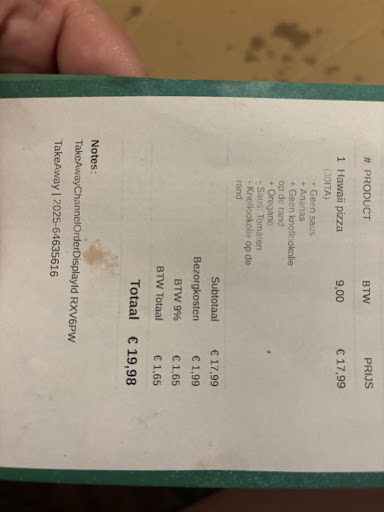 # PRODUCT BTW PRIJS
1 Hawaii pizza 9,00 € 17,99
(30ITA)
+ Geen saus
+ Ananas
+ Geen knoflookolie
op de rand
+ Oregano
- Saus: Tomaten
- Knoflookolie op de
rand
Subtotaal € 17,99
Bezorgkosten € 1,99
BTW 9% € 1,65
BTW Totaal € 1,65
Totaal € 19,98
Notes:
TakeAwayChannelOrderDisplayId RXV6PW
TakeAway | 2025-64635616